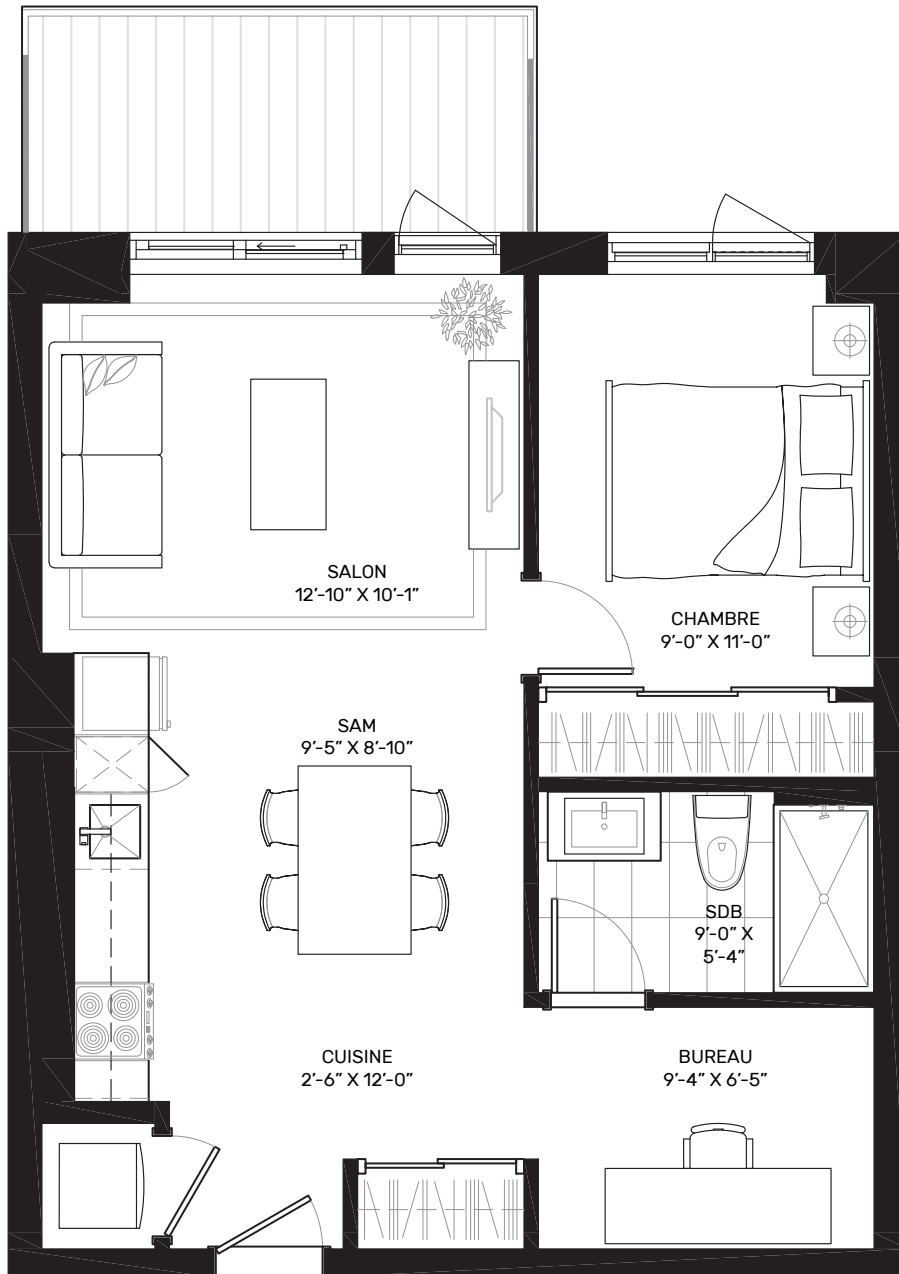 SALON
12’-10” X 10’-1”
CHAMBRE
9’-0” X 11’-0”
SAM
9’-5” X 8’-10”
SDB
9’-0” X
5’-4”
CUISINE
2’-6” X 12’-0”
BUREAU
9’-4” X 6’-5”